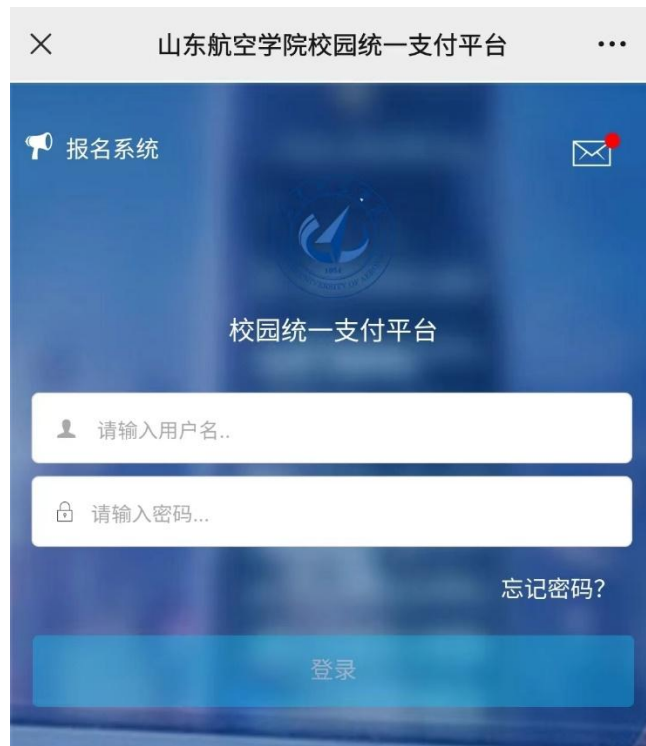 山东航空学院校园统一支付平台
报名系统
1954
校园统一支付平台
请输入用户名..
请输入密码...
忘记密码?
登录